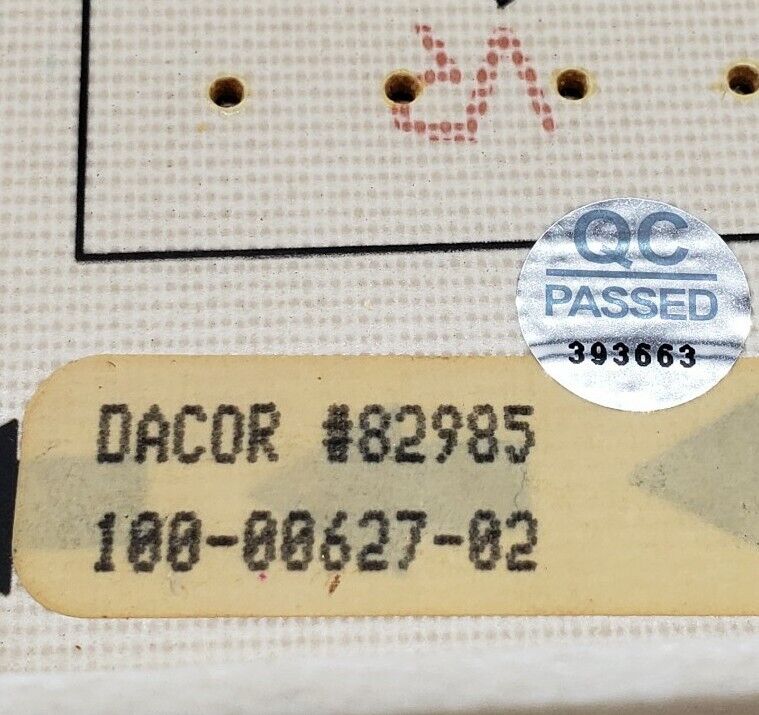 QC
PASSED
393663
DACOR #82985
100-00627-02